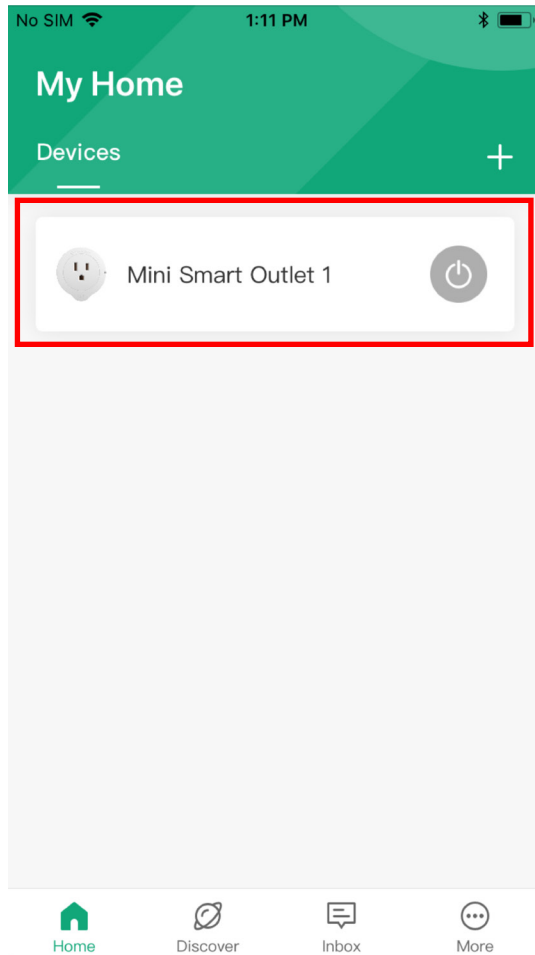 No SIM 1:11 PM
My Home
Devices
Mini Smart Outlet 1
Home Discover Inbox More